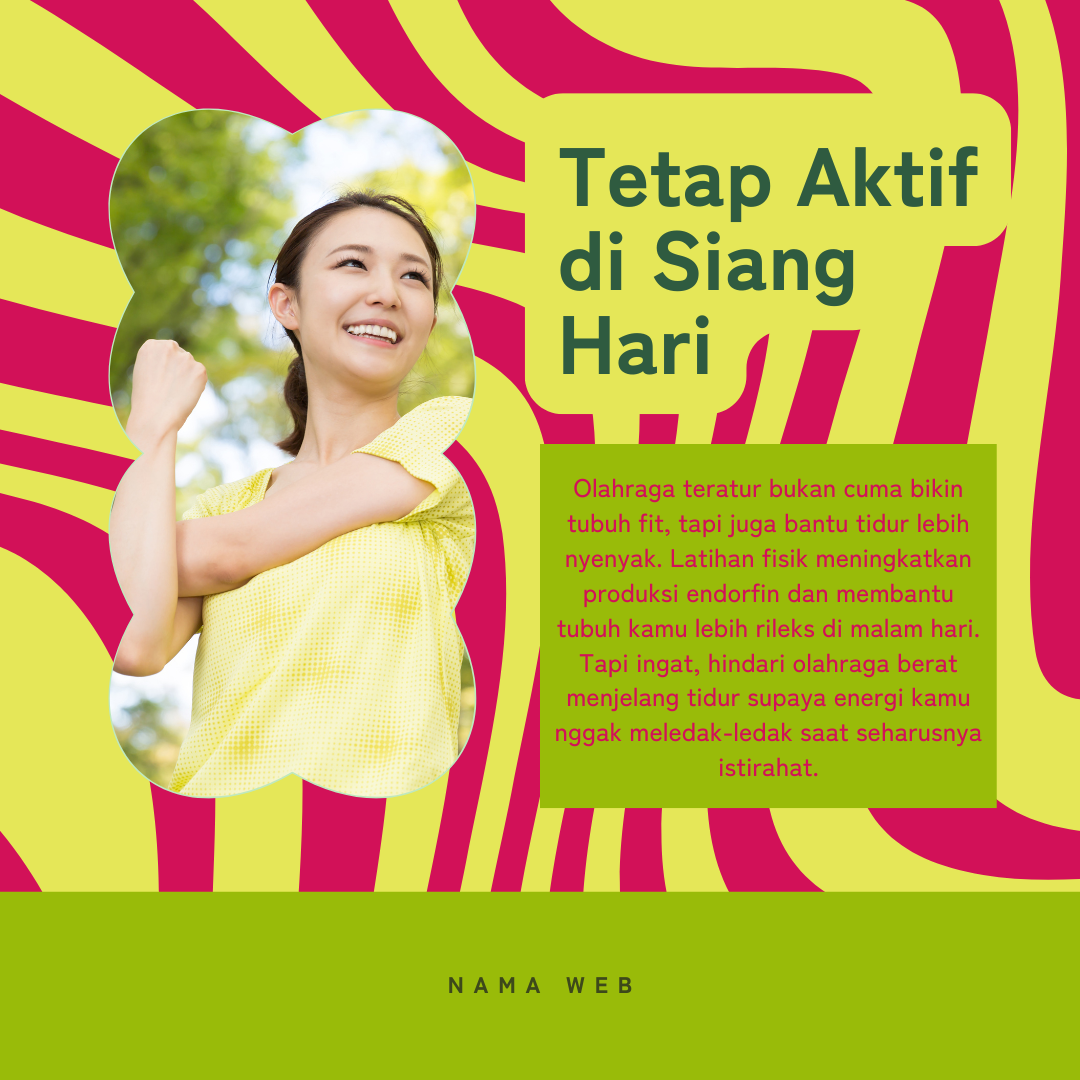 Tetap Aktif
di Siang
Hari
Olahraga teratur bukan cuma bikin
tubuh fit, tapi juga bantu tidur lebih
nyenyak. Latihan fisik meningkatkan
produksi endorfin dan membantu
tubuh kamu lebih rileks di malam hari.
Tapi ingat, hindari olahraga berat
menjelang tidur supaya energi kamu
nggak meledak-ledak saat seharusnya
istirahat.
NAMA WEB